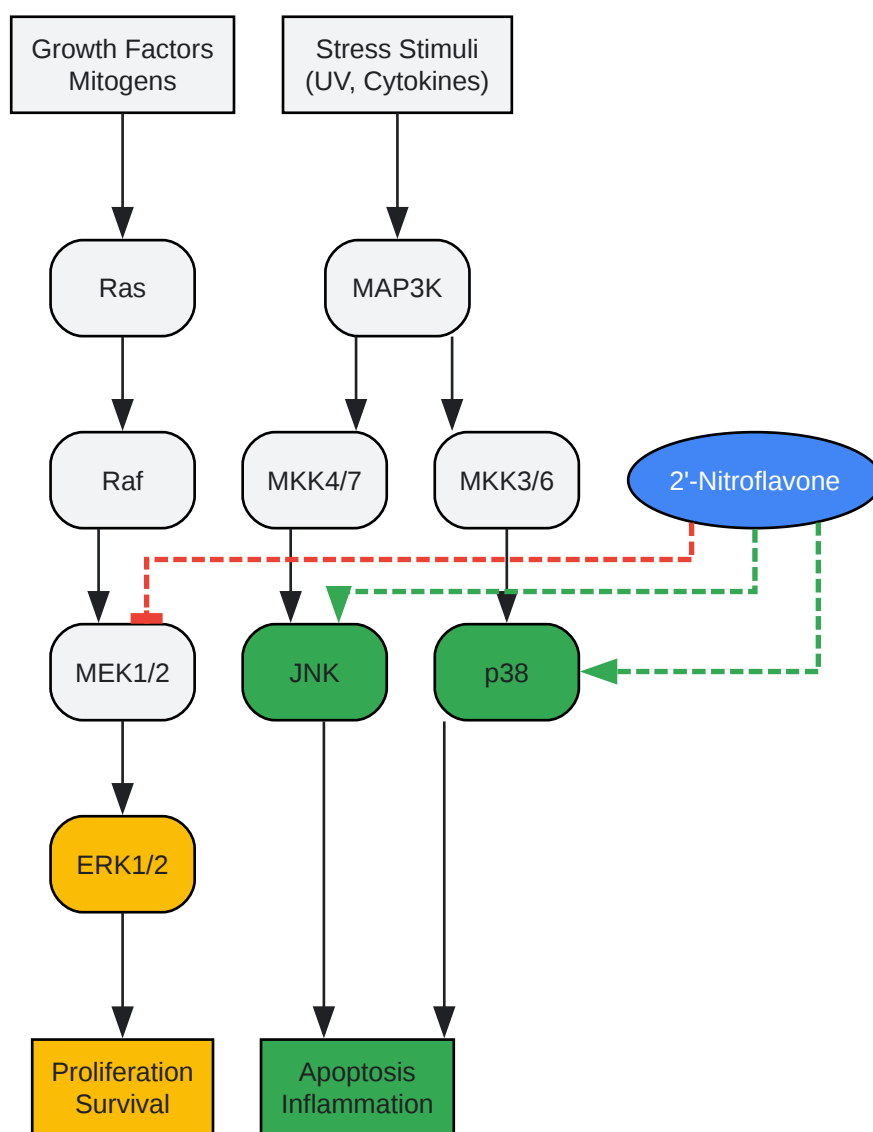 Growth Factors
Mitogens
Stress Stimuli
(UV, Cytokines)
Ras
MAP3K
Raf
MKK4/7
MKK3/6
2'-Nitroflavone
MEK1/2
JNK
p38
ERK1/2
Proliferation
Survival
Apoptosis
Inflammation